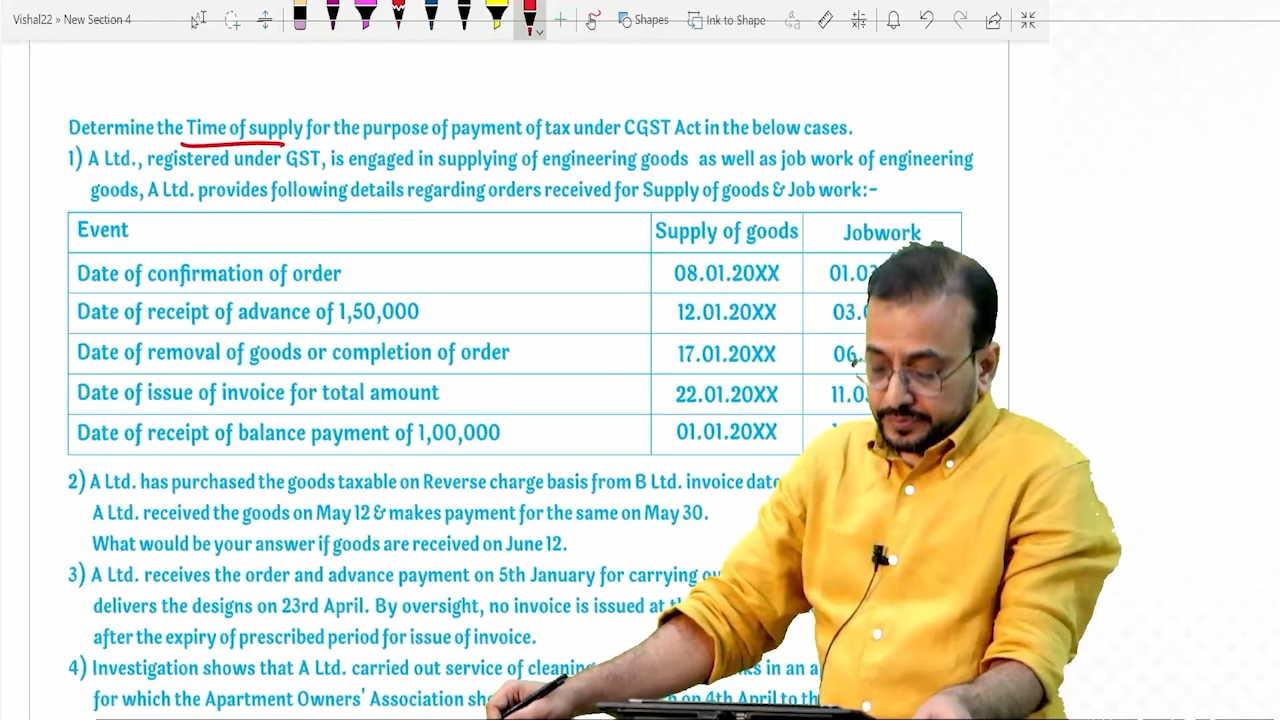 Vishal22 » New Section 4
Shapes
Ink to Shape
Determine the Time of supply for the purpose of payment of tax under CGST Act in the below cases.
1) A Ltd., registered under GST, is engaged in supplying of engineering goods as well as job work of engineering
goods, A Ltd. provides following details regarding orders received for Supply of goods & Job work:-
Event Supply of goods Jobwork
Date of confirmation of order 08.01.20XX
Date of receipt of advance of 1,50,000 12.01.20XX
Date of removal of goods or completion of order 17.01.20XX
Date of issue of invoice for total amount 22.01.20XX
Date of receipt of balance payment of 1,00,000 01.01.20XX
2) A Ltd. has purchased the goods taxable on Reverse charge basis from B Ltd. invoice
A Ltd. received the goods on May 12 & makes payment for the same on May 30.
What would be your answer if goods are received on June 12.
3) A Ltd. receives the order and advance payment on 5th January for carrying
delivers the designs on 23rd April. By oversight, no invoice is issued at
after the expiry of prescribed period for issue of invoice.
4) Investigation shows that A Ltd. carried out service of in an
for which the Apartment Owners' Association on 4th April to